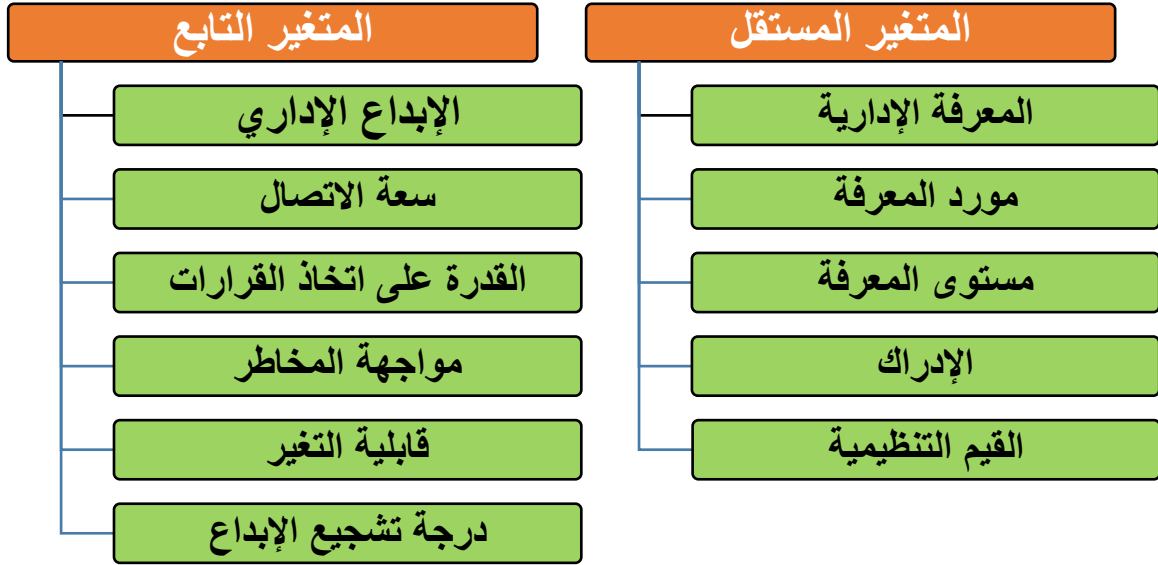 المتغير المستقل
المعرفة الإدارية
مورد المعرفة
مستوى المعرفة
الإدراك
القيم التنظيمية
المتغير التابع
الإبداع الإداري
سعة الاتصال
القدرة على اتخاذ القرارات
مواجهة المخاطر
قابلية التغير
درجة تشجيع الإبداع